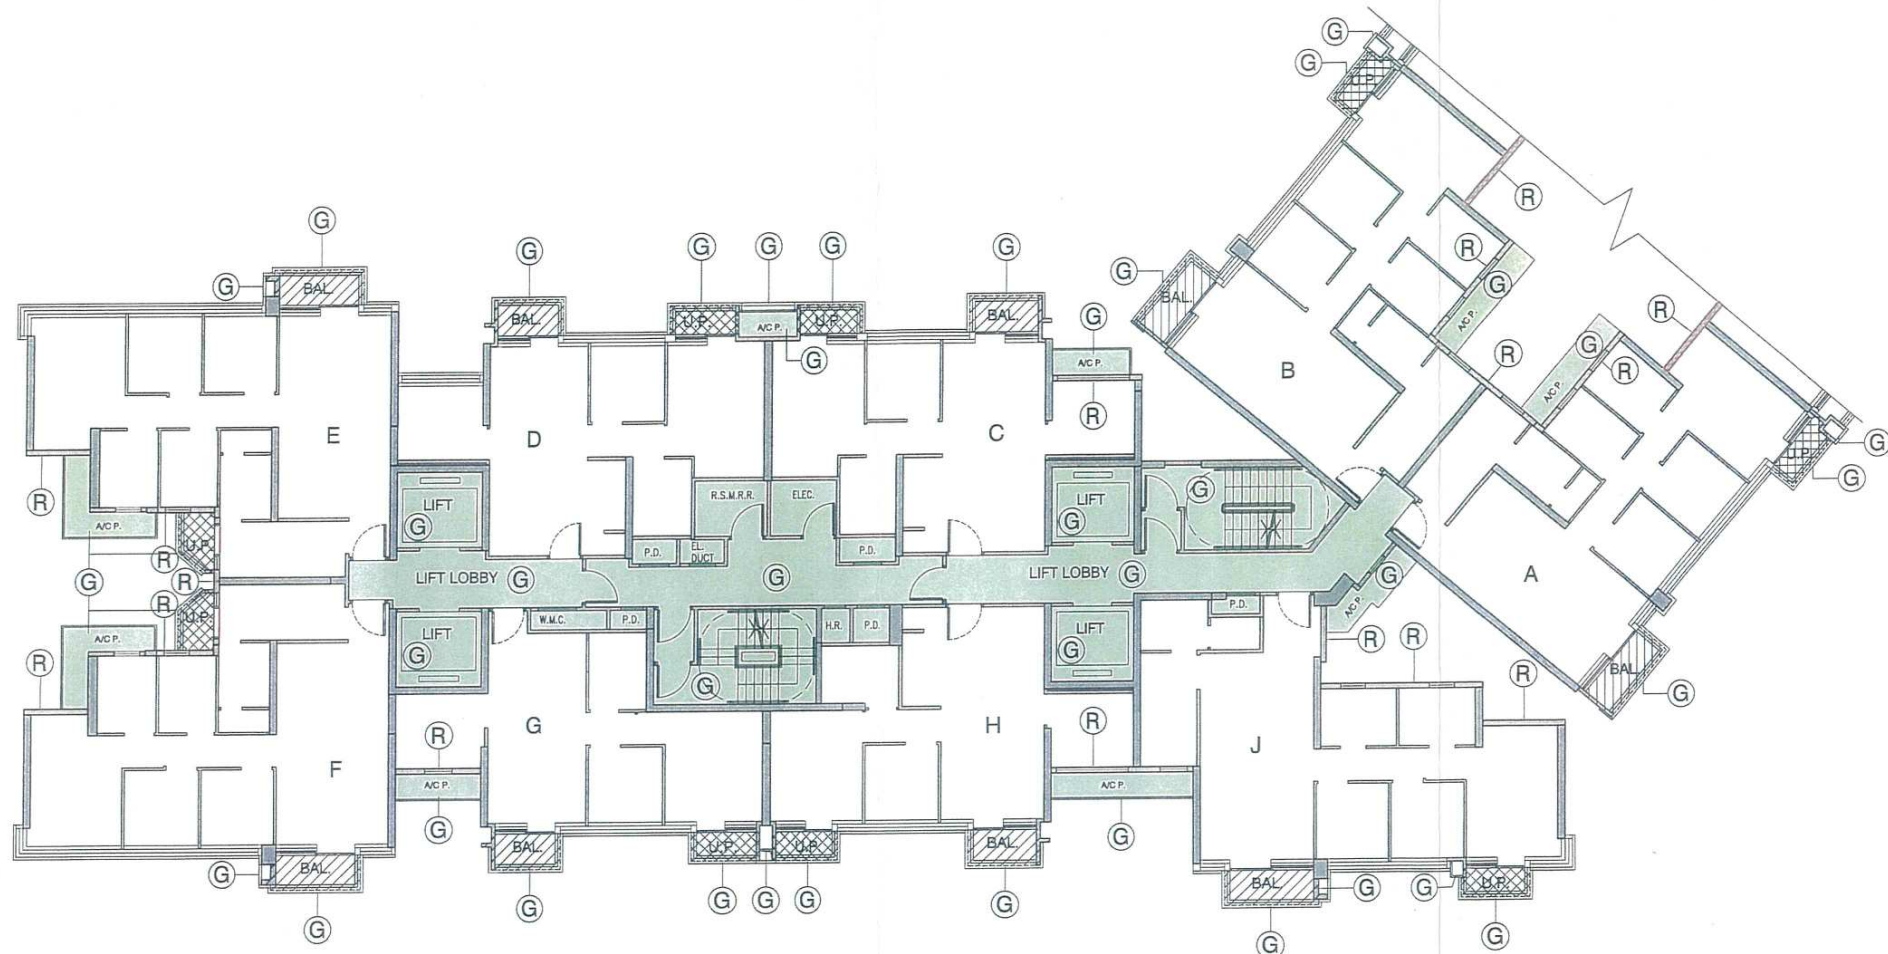 G
G
U.P.
R
G
G
G
G
G
G
R
G
G
BAL.
G
BAL.
BAL.
U.P.
A/C P.
U.P
BAL.
G
A/C P.
R
G
A/C P.
G
R
A/C P.
R
B
R
E
D
C
G
U.P.
G
R
A/C P.
U.P
LIFT
G
R.S.M.R.R.
ELEC.
LIFT
G
G
R
G
R
R
P.D.
EL.
DUCT
P.D.
LIFT LOBBY
G
G
LIFT LOBBY
G
G
A
A/C P.
U.P
A/C P.
LIFT
G
W.M.C.
P.D.
H.R.
P.D.
LIFT
G
P.D.
R
R
R
G
BAL.
G
R
F
R
G
H
R
J
A/C P.
G
A/C P.
G
BAL.
G
BAL.
U.P.
U.P
BAL.
BAL.
G
G
U.P.
G
G
G
G
G
G
G
G